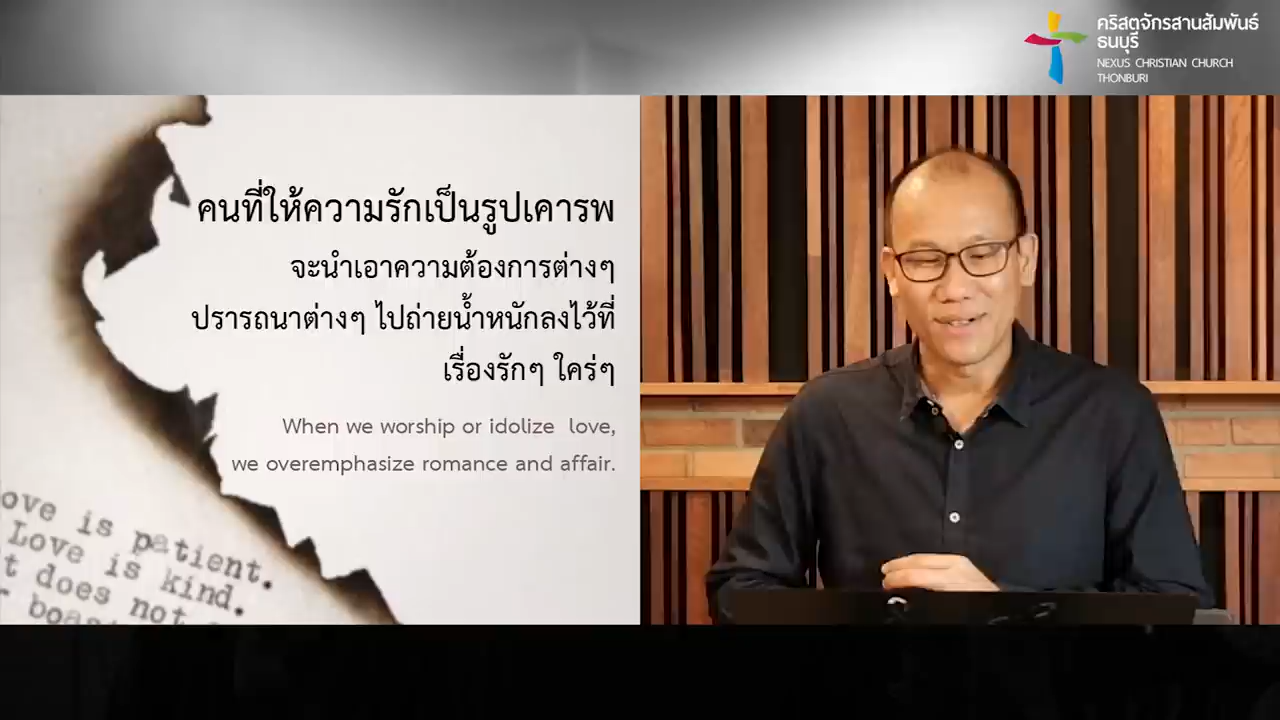 คริสตจักรสานสัมพันธ์
ธนบุรี
NEXUS CHRISTIAN CHURCH
THONBURI
คนที่ให้ความรักเป็นรูปเคารพ
จะนำเอาความต้องการต่างๆ
ปรารถนาต่างๆ ไปถ่ายน้ำหนักลงไว้ที่
เรื่องรักๆ ใคร่ๆ
When we worship or idolize love,
we overemphasize romance and affair.
ove is patient.
Love is kind.
t does not